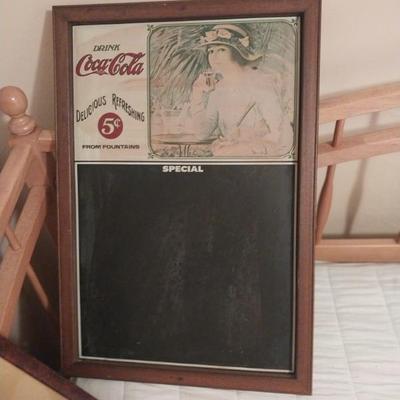 DRINK
Coca-Cola
DELICIOUS REFRESHING
5¢
FROM FOUNTAINS
SPECIAL